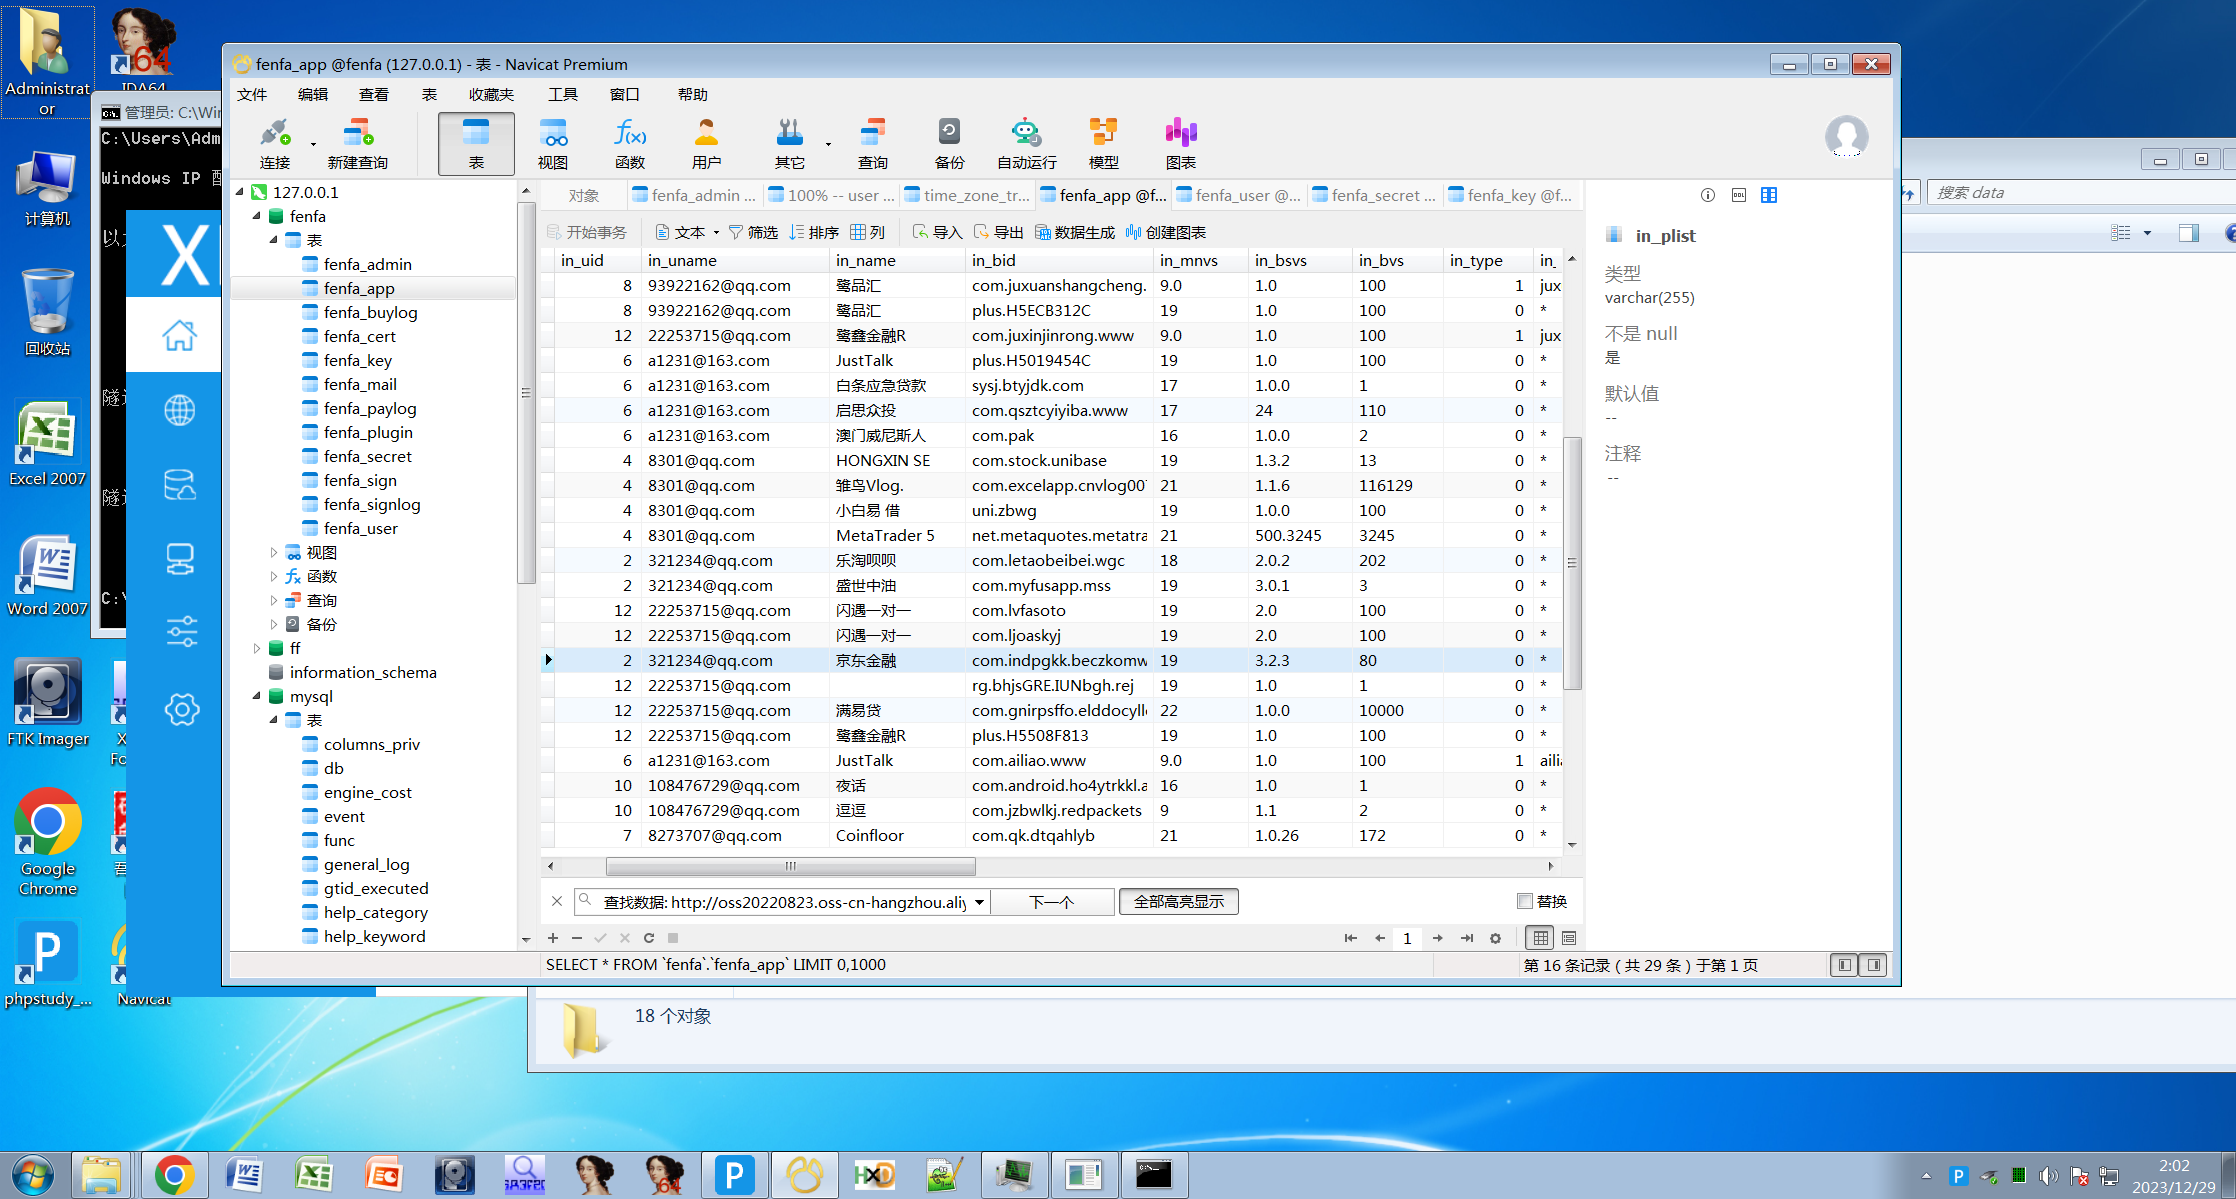 Administrat
or
IDA64
计算机
回收站
Excel 2007
Word 2007
FTK Imager
Google
Chrome
phpstudy_...
Navicat
管理员: C:\Win
C:\Users\Adm
Windows IP
C:\
fenfa_app @fenfa (127.0.0.1) - 表 - Navicat Premium
文件 编辑 查看 表 收藏夹 工具 窗口 帮助
连接 新建查询 表 视图 函数 用户 其它 查询 备份 自动运行 模型 图表
127.0.0.1
fenfa
表
fenfa_admin
fenfa_app
fenfa_buylog
fenfa_cert
fenfa_key
fenfa_mail
fenfa_paylog
fenfa_plugin
fenfa_secret
fenfa_sign
fenfa_signlog
fenfa_user
视图
函数
查询
备份
ff
information_schema
mysql
表
columns_priv
db
engine_cost
event
func
general_log
gtid_executed
help_category
help_keyword
对象 fenfa_admin ... 100% -- user ... time_zone_tr... fenfa_app @f... fenfa_user @... fenfa_secret ... fenfa_key @f...
开始事务 文本 筛选 排序 列 导入 导出 数据生成 创建图表
in_uid in_uname in_name in_bid in_mnvs in_bsvs in_bvs in_type in_
8 93922162@qq.com 鹭品汇 com.juxuanshangcheng. 9.0 1.0 100 1 jux
8 93922162@qq.com 鹭品汇 plus.H5ECB312C 19 1.0 100 0 *
12 22253715@qq.com 鹭鑫金融R com.juxinjinrong.www 9.0 1.0 100 1 jux
6 a1231@163.com JustTalk plus.H5019454C 19 1.0 100 0 *
6 a1231@163.com 白条应急贷款 sysj.btyjdk.com 17 1.0.0 1 0 *
6 a1231@163.com 启思众投 com.qsztcyiyiba.www 17 24 110 0 *
6 a1231@163.com 澳门威尼斯人 com.pak 16 1.0.0 2 0 *
4 8301@qq.com HONGXIN SE com.stock.unibase 19 1.3.2 13 0 *
4 8301@qq.com 雏鸟Vlog. com.excelapp.cnvlog00 21 1.1.6 116129 0 *
4 8301@qq.com 小白易 借 uni.zbwg 19 1.0.0 100 0 *
4 8301@qq.com MetaTrader 5 net.metaquotes.metatra 21 500.3245 3245 0 *
2 321234@qq.com 乐淘呗呗 com.letaobeibei.wgc 18 2.0.2 202 0 *
2 321234@qq.com 盛世中油 com.myfusapp.mss 19 3.0.1 3 0 *
12 22253715@qq.com 闪遇一对一 com.lvfasoto 19 2.0 100 0 *
12 22253715@qq.com 闪遇一对一 com.ljoaskyj 19 2.0 100 0 *
2 321234@qq.com 京东金融 com.indpgkk.beczkomw 19 3.2.3 80 0 *
12 22253715@qq.com rg.bhjsGRE.IUNbgh.rej 19 1.0 1 0 *
12 22253715@qq.com 满易贷 com.gnirpsffo.elddocyll 22 1.0.0 10000 0 *
12 22253715@qq.com 鹭鑫金融R plus.H5508F813 19 1.0 100 0 *
6 a1231@163.com JustTalk com.ailiao.www 9.0 1.0 100 1 ailia
10 108476729@qq.com 夜话 com.android.ho4ytrkkl.a 16 1.0 1 0 *
10 108476729@qq.com 逗逗 com.jzbwlkj.redpackets 9 1.1 2 0 *
7 8273707@qq.com Coinfloor com.qk.dtqahlyb 21 1.0.26 172 0 *
查找数据: http://oss20220823.oss-cn-hangzhou.aliy 下一个 全部高亮显示 替换
1
SELECT * FROM `fenfa`.`fenfa_app` LIMIT 0,1000
第 16 条记录 ( 共 29 条 ) 于第 1 页
in_plist
类型
varchar(255)
不是 null
是
默认值
--
注释
--
搜索 data
18 个对象
2:02
2023/12/29